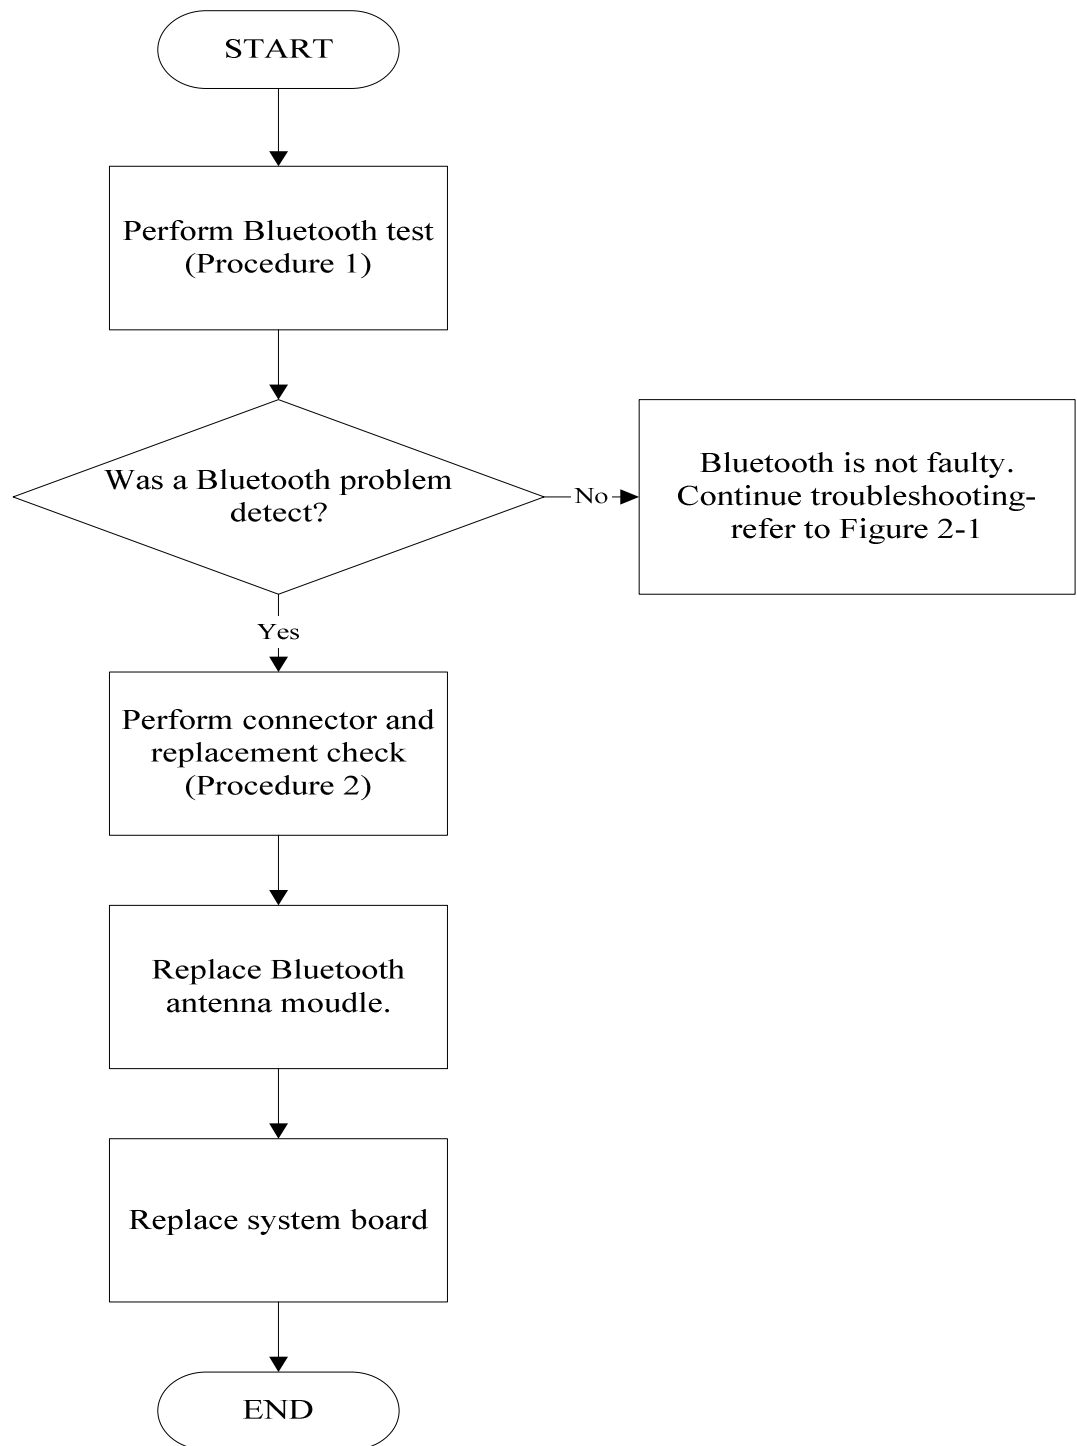 START
Perform Bluetooth test
(Procedure 1)
Was a Bluetooth problem
detect?
No
Bluetooth is not faulty.
Continue troubleshooting-
refer to Figure 2-1
Yes
Perform connector and
replacement check
(Procedure 2)
Replace Bluetooth
antenna moudle.
Replace system board
END